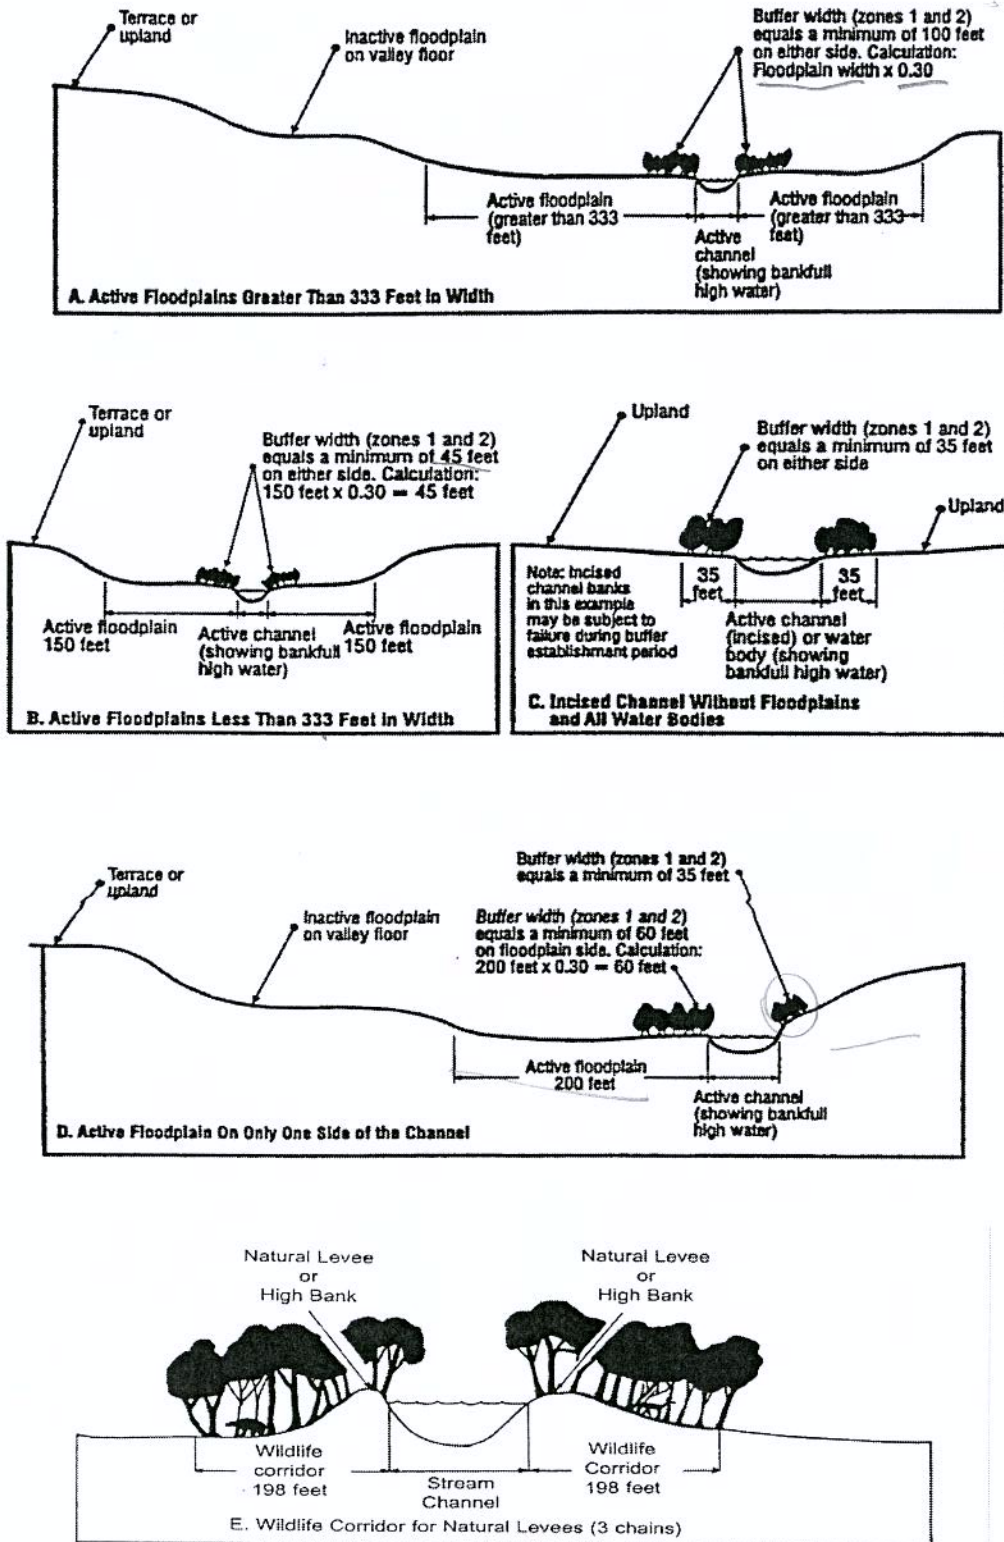 Terrace or
upland
Inactive floodplain
on valley floor
Buffer width (zones 1 and 2)
equals a minimum of 100 feet
on either side. Calculation:
Floodplain width x 0.30
Active floodplain
(greater than 333
feet)
Active
channel
(showing bankfull
high water)
Active floodplain
(greater than 333
feet)
A. Active Floodplains Greater Than 333 Feet in Width
Terrace or
upland
Buffer width (zones 1 and 2)
equals a minimum of 45 feet
on either side. Calculation:
150 feet x 0.30 = 45 feet
Active floodplain
150 feet
Active channel
(showing bankfull
high water)
Active floodplain
150 feet
B. Active Floodplains Less Than 333 Feet in Width
Upland
Buffer width (zones 1 and 2)
equals a minimum of 35 feet
on either side
Upland
Note: Incised
channel banks
in this example
may be subject to
failure during buffer
establishment period
35
feet
35
feet
Active channel
(incised) or water
body (showing
bankfull high water)
C. Incised Channel Without Floodplains
and All Water Bodies
Terrace or
upland
Inactive floodplain
on valley floor
Buffer width (zones 1 and 2)
equals a minimum of 35 feet
Buffer width (zones 1 and 2)
equals a minimum of 60 feet
on floodplain side. Calculation:
200 feet x 0.30 = 60 feet
Active floodplain
200 feet
Active channel
(showing bankfull
high water)
D. Active Floodplain On Only One Side of the Channel
Natural Levee
or
High Bank
Natural Levee
or
High Bank
Wildlife
corridor
198 feet
Stream
Channel
Wildlife
Corridor
198 feet
E. Wildlife Corridor for Natural Levees (3 chains)